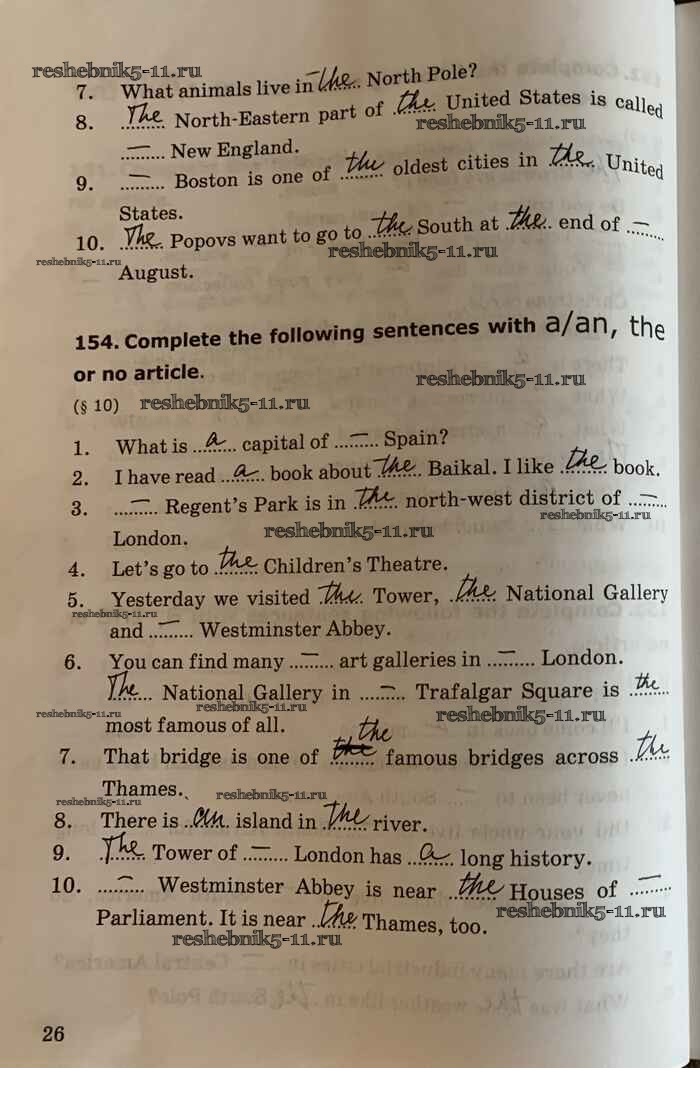 reshebnik5-11.ru
7. What animals live in the North Pole?
8. The North-Eastern part of the United States is called
reshebnik5-11.ru
— New England.
9. — Boston is one of the oldest cities in the United
States.
10. The Popovs want to go to the South at the end of —
reshebnik5-11.ru
reshebnik5-11.ru
August.
154. Complete the following sentences with a/an, the
or no article.
reshebnik5-11.ru
(§ 10) reshebnik5-11.ru
1. What is a capital of — Spain?
2. I have read a book about the Baikal. I like the book.
3. — Regent's Park is in the north-west district of —
reshebnik5-11.ru
London.
reshebnik5-11.ru
4. Let's go to the Children's Theatre.
5. Yesterday we visited the Tower, the National Gallery
reshebnik5-11.ru
and — Westminster Abbey.
6. You can find many — art galleries in — London.
The National Gallery in — Trafalgar Square is the
reshebnik5-11.ru
reshebnik5-11.ru
reshebnik5-11.ru
most famous of all.
the
7. That bridge is one of the famous bridges across the
Thames.
reshebnik5-11.ru
reshebnik5-11.ru
8. There is an island in the river.
9. The Tower of — London has a long history.
10. — Westminster Abbey is near the Houses of —
reshebnik5-11.ru
Parliament. It is near the Thames, too.
reshebnik5-11.ru
26